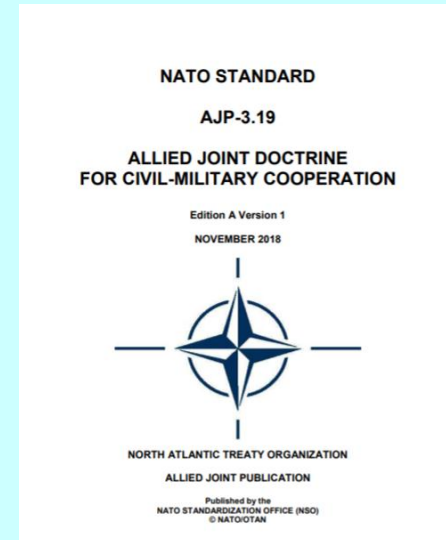 NATO STANDARD
AJP-3.19
ALLIED JOINT DOCTRINE
FOR CIVIL-MILITARY COOPERATION
Edition A Version 1
NOVEMBER 2018
NORTH ATLANTIC TREATY ORGANIZATION
ALLIED JOINT PUBLICATION
Published by the
NATO STANDARDIZATION OFFICE (NSO)
© NATO/OTAN